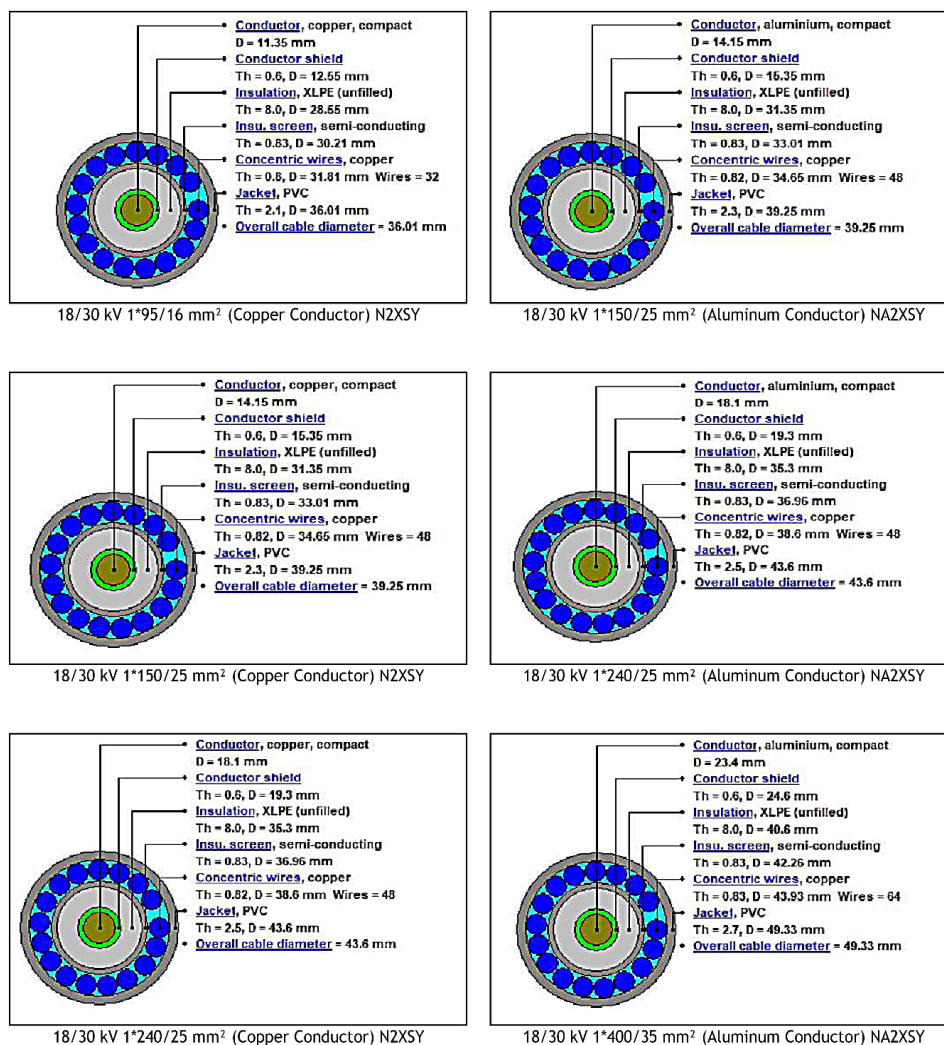 Conductor, copper, compact
D = 11.35 mm
Conductor shield
Th = 0.6, D = 12.55 mm
Insulation, XLPE (unfilled)
Th = 8.0, D = 28.55 mm
Insu. screen, semi-conducting
Th = 0.83, D = 30.21 mm
Concentric wires, copper
Th = 0.8, D = 31.81 mm Wires = 32
Jacket, PVC
Th = 2.1, D = 36.01 mm
Overall cable diameter = 36.01 mm
18/30 kV 1*95/16 mm² (Copper Conductor) N2XSY
Conductor, aluminium, compact
D = 14.15 mm
Conductor shield
Th = 0.6, D = 15.35 mm
Insulation, XLPE (unfilled)
Th = 8.0, D = 31.35 mm
Insu. screen, semi-conducting
Th = 0.83, D = 33.01 mm
Concentric wires, copper
Th = 0.82, D = 34.65 mm Wires = 48
Jacket, PVC
Th = 2.3, D = 39.25 mm
Overall cable diameter = 39.25 mm
18/30 kV 1*150/25 mm² (Aluminum Conductor) NA2XSY
Conductor, copper, compact
D = 14.15 mm
Conductor shield
Th = 0.6, D = 15.35 mm
Insulation, XLPE (unfilled)
Th = 8.0, D = 31.35 mm
Insu. screen, semi-conducting
Th = 0.83, D = 33.01 mm
Concentric wires, copper
Th = 0.82, D = 34.65 mm Wires = 48
Jacket, PVC
Th = 2.3, D = 39.25 mm
Overall cable diameter = 39.25 mm
18/30 kV 1*150/25 mm² (Copper Conductor) N2XSY
Conductor, aluminium, compact
D = 18.1 mm
Conductor shield
Th = 0.6, D = 19.3 mm
Insulation, XLPE (unfilled)
Th = 8.0, D = 35.3 mm
Insu. screen, semi-conducting
Th = 0.83, D = 36.96 mm
Concentric wires, copper
Th = 0.82, D = 38.6 mm Wires = 48
Jacket, PVC
Th = 2.5, D = 43.6 mm
Overall cable diameter = 43.6 mm
18/30 kV 1*240/25 mm² (Aluminum Conductor) NA2XSY
Conductor, copper, compact
D = 18.1 mm
Conductor shield
Th = 0.6, D = 19.3 mm
Insulation, XLPE (unfilled)
Th = 8.0, D = 35.3 mm
Insu. screen, semi-conducting
Th = 0.83, D = 36.96 mm
Concentric wires, copper
Th = 0.82, D = 38.6 mm Wires = 48
Jacket, PVC
Th = 2.5, D = 43.6 mm
Overall cable diameter = 43.6 mm
18/30 kV 1*240/25 mm² (Copper Conductor) N2XSY
Conductor, aluminium, compact
D = 23.4 mm
Conductor shield
Th = 0.6, D = 24.6 mm
Insulation, XLPE (unfilled)
Th = 8.0, D = 40.6 mm
Insu. screen, semi-conducting
Th = 0.83, D = 42.26 mm
Concentric wires, copper
Th = 0.83, D = 43.93 mm Wires = 64
Jacket, PVC
Th = 2.7, D = 49.33 mm
Overall cable diameter = 49.33 mm
18/30 kV 1*400/35 mm² (Aluminum Conductor) NA2XSY